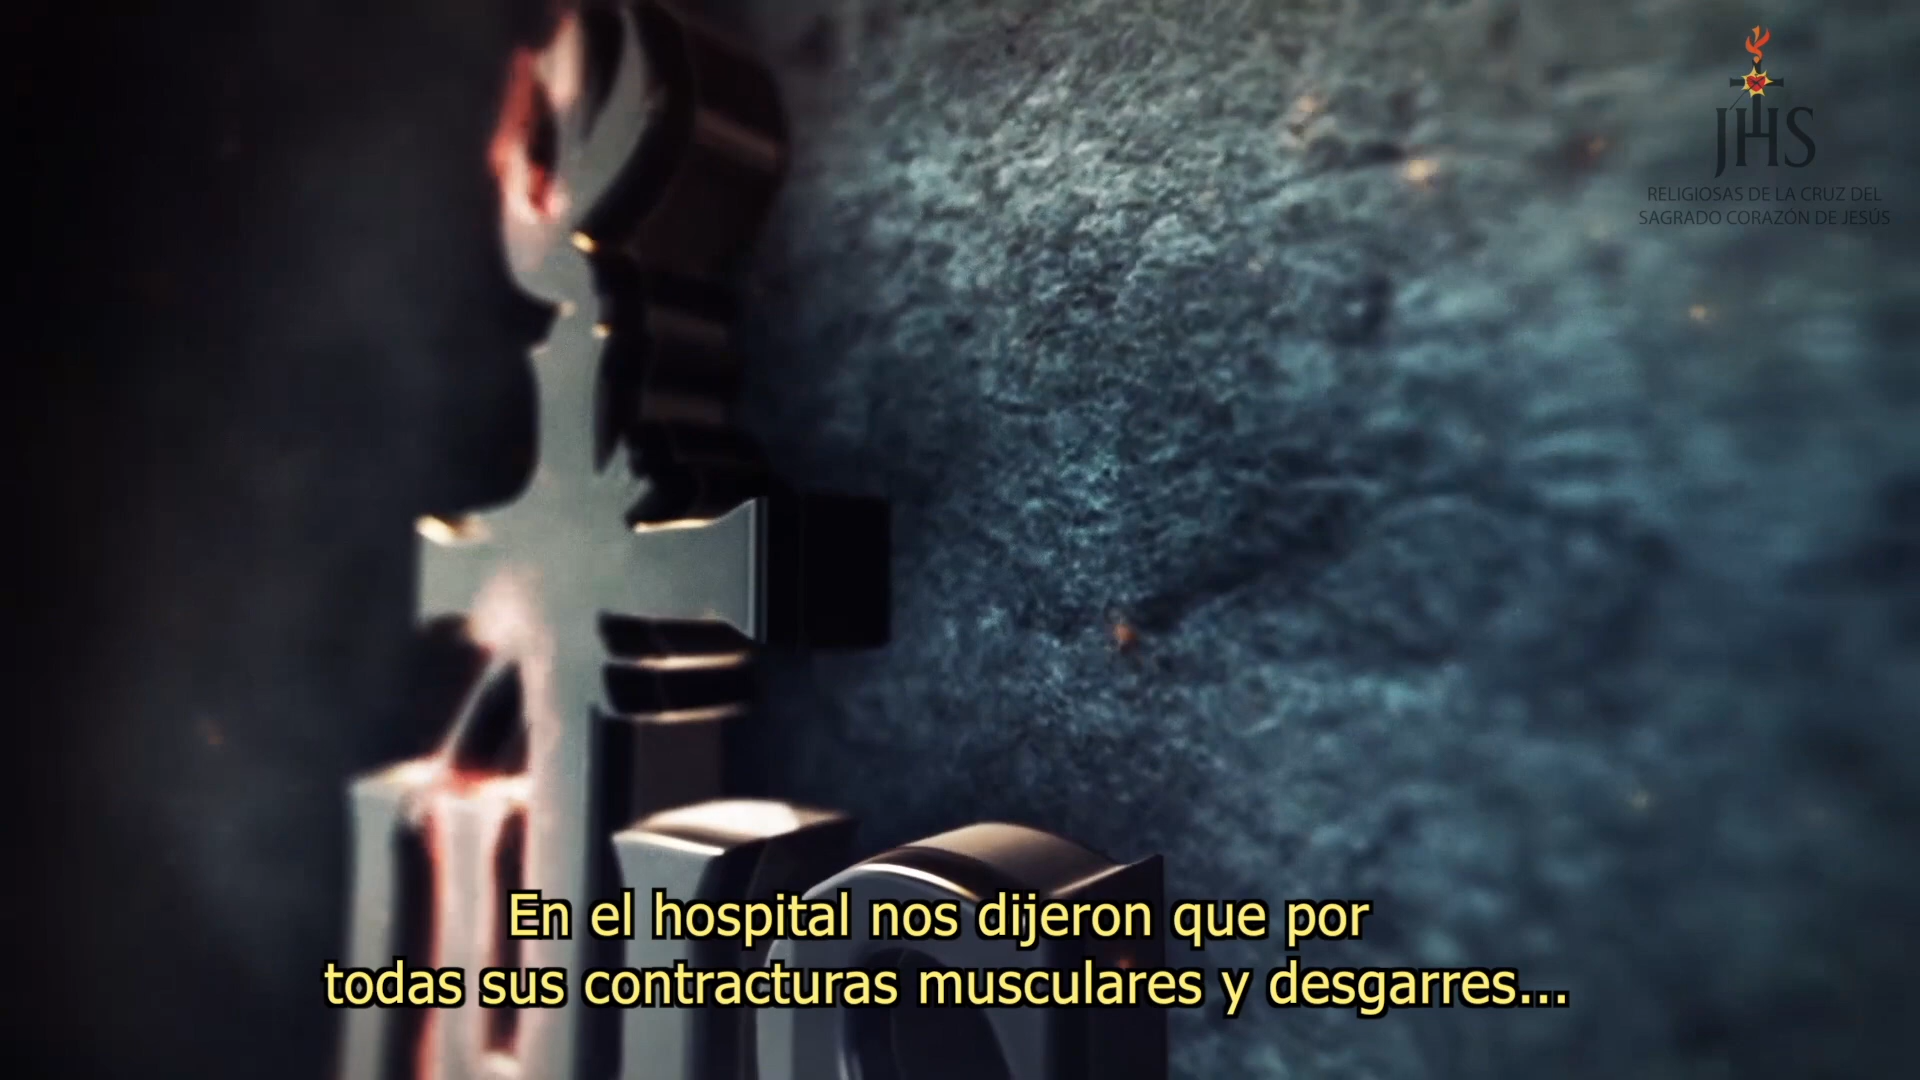 JHS
RELIGIOSAS DE LA CRUZ DEL
SAGRADO CORAZÓN DE JESÚS
En el hospital nos dijeron que por
todas sus contracturas musculares y desgarres...